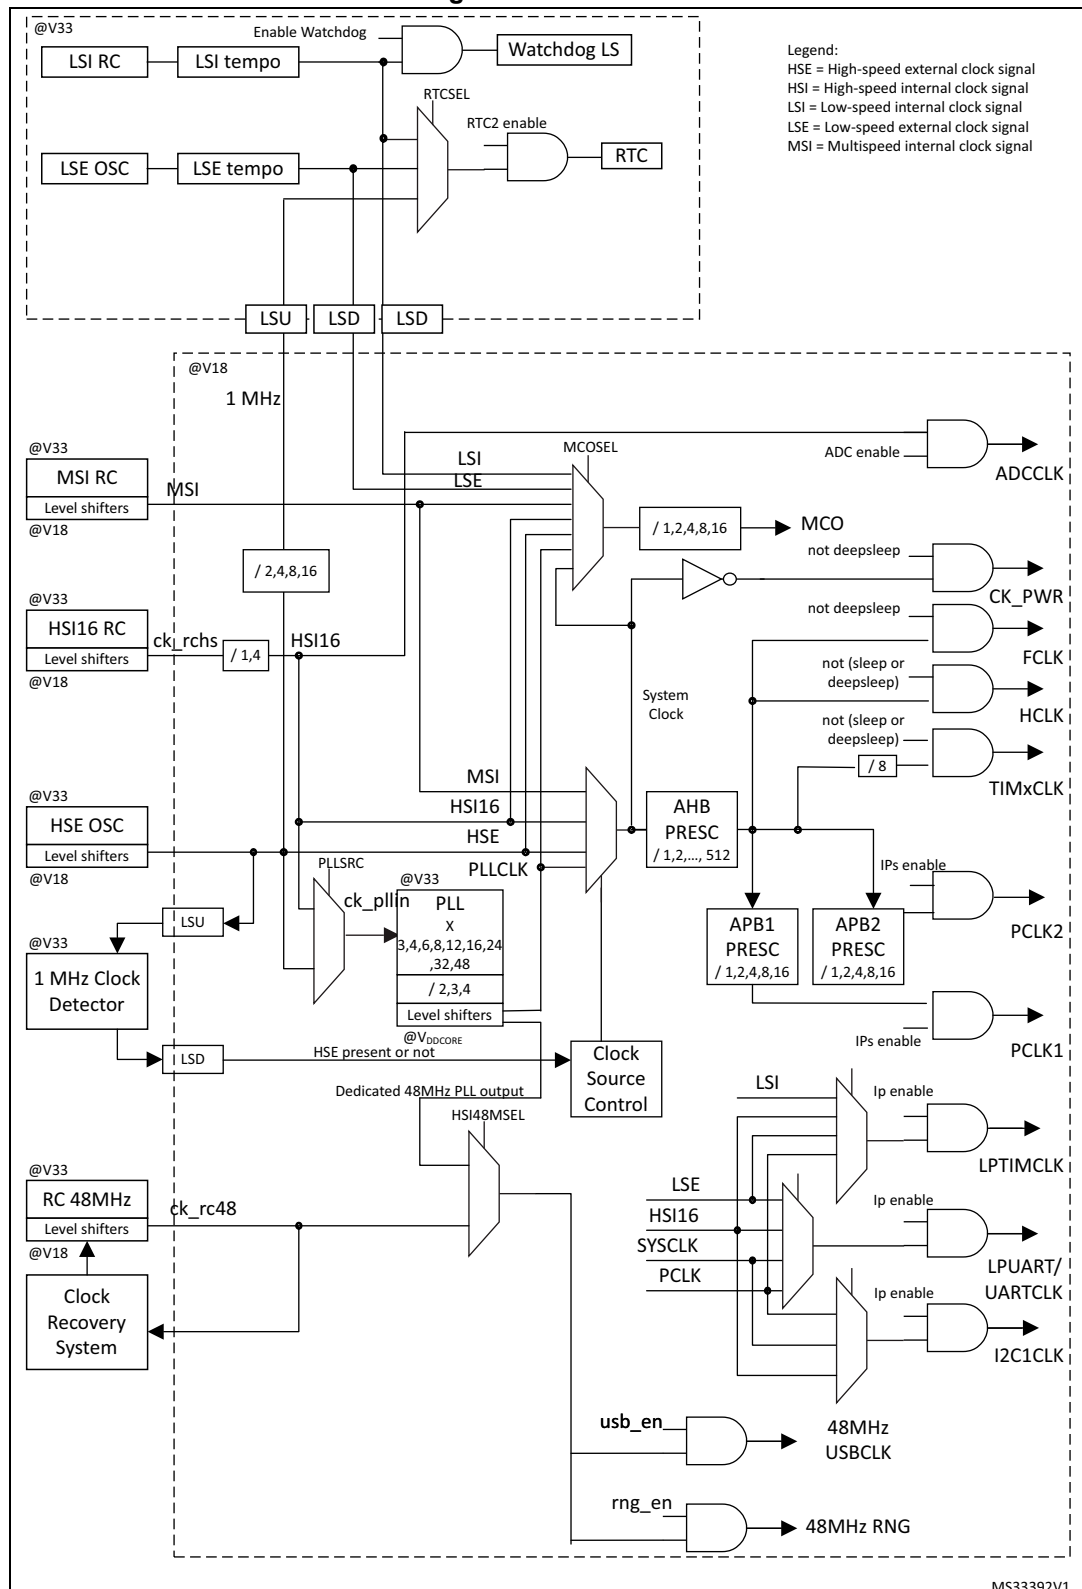 @V33
Enable Watchdog
LSI RC
LSI tempo
Watchdog LS
Legend:
HSE = High-speed external clock signal
HSI = High-speed internal clock signal
LSI = Low-speed internal clock signal
LSE = Low-speed external clock signal
MSI = Multispeed internal clock signal
RTCSEL
RTC2 enable
LSE OSC
LSE tempo
RTC
LSU
LSD
LSD
@V18
1 MHz
@V33
MSI RC
Level shifters
@V18
MSI
LSI
LSE
MCOSEL
ADC enable
ADCCLK
/ 1,2,4,8,16
MCO
/ 2,4,8,16
not deepsleep
CK_PWR
@V33
HSI16 RC
Level shifters
@V18
ck_rchs
/ 1,4
HSI16
not deepsleep
FCLK
not (sleep or
deepsleep)
HCLK
System
Clock
not (sleep or
deepsleep)
/ 8
TIMxCLK
MSI
HSI16
HSE
PLLCLK
AHB
PRESC
/ 1,2,..., 512
@V33
HSE OSC
Level shifters
@V18
PLLSRC
ck_pllin
@V33
PLL
X
3,4,6,8,12,16,24
,32,48
/ 2,3,4
Level shifters
@VDDCORE
IPs enable
PCLK2
APB1
PRESC
/ 1,2,4,8,16
APB2
PRESC
/ 1,2,4,8,16
LSU
@V33
1 MHz Clock
Detector
IPs enable
PCLK1
LSD
HSE present or not
Clock
Source
Control
Dedicated 48MHz PLL output
HSI48MSEL
LSI
Ip enable
LPTIMCLK
@V33
RC 48MHz
Level shifters
@V18
ck_rc48
LSE
HSI16
SYSCLK
PCLK
Ip enable
LPUART/
UARTCLK
Clock
Recovery
System
Ip enable
I2C1CLK
usb_en
48MHz
USBCLK
rng_en
48MHz RNG
MS33392V1